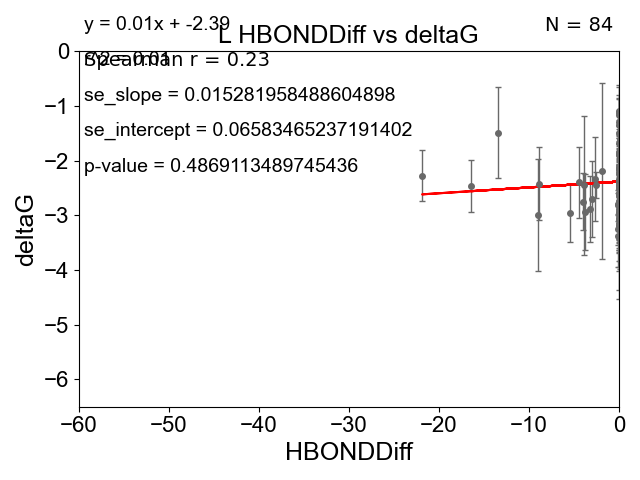 y = 0.01x + -2.39
N = 84
L HBONDDiff vs deltaG
Spearman r = 0.23
se_slope = 0.015281958488604898
se_intercept = 0.06583465237191402
p-value = 0.4869113489745436
deltaG
0
−1
−2
−3
−4
−5
−6
−60
−50
−40
−30
−20
−10
0
HBONDDiff